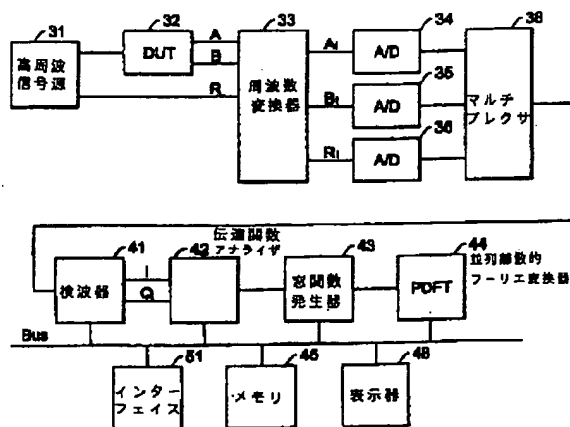 31
高周波
信号源
32
DUT
A
B
R
33
周波数
変換器
Ai
Bi
Ri
34
A/D
35
A/D
36
A/D
38
マルチ
プレクサ
41
検波器
I
Q
42
伝達関数
アナライザ
43
窓関数
発生器
44
PDFT
並列離散的
フーリエ変換器
Bus
51
インター
フェイス
45
メモリ
48
表示器